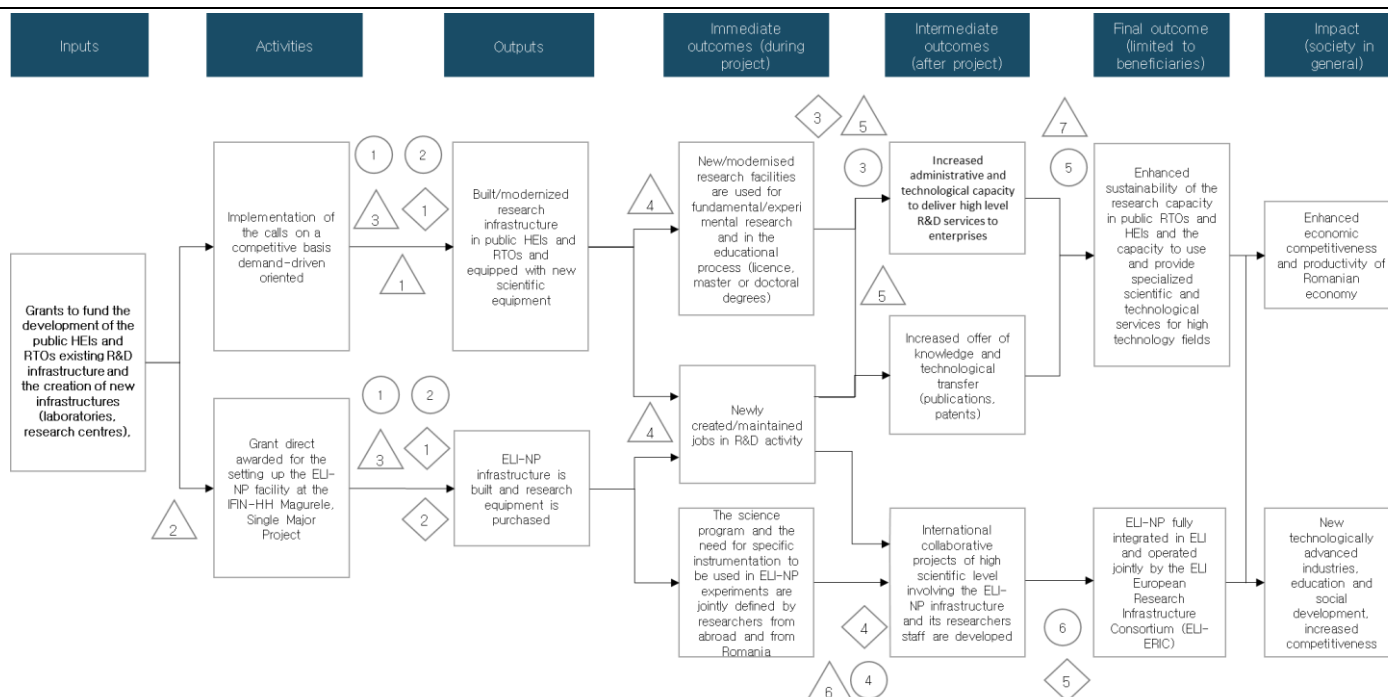 Inputs
Activities
Outputs
Immediate
outcomes (during
project)
Intermediate
outcomes
(after project)
Final outcome
(limited to
beneficiaries)
Impact
(society in
general)
Grants to fund the
development of the
public HEIs and
RTOs existing R&D
infrastructure and
the creation of new
infrastructures
(laboratories,
research centres),
2
Implementation of
the calls on a
competitive basis
demand-driven
oriented
1
2
3
1
1
Grant direct
awarded for the
setting up the ELI-
NP facility at the
IFIN-HH Magurele,
Single Major
Project
1
2
3
1
2
Built/modernized
research
infrastructure
in public HEIs and
RTOs and
equipped with new
scientific
equipment
ELI-NP
infrastructure is
built and research
equipment is
purchased
4
4
New/modernised
research facilities
are used for
fundamental/experi
mental research
and in the
educational
process (licence,
master or doctoral
degrees)
Newly
created/maintained
jobs in R&D activity
The science
program and the
need for specific
instrumentation to
be used in ELI-NP
experiments are
jointly defined by
researchers from
abroad and from
Romania
3
5
3
5
4
6
4
Increased
administrative and
technological capacity
to deliver high level
R&D services to
enterprises
Increased offer of
knowledge and
technological
transfer
(publications,
patents)
International
collaborative
projects of high
scientific level
involving the ELI-
NP infrastructure
and its researchers
staff are developed
7
5
6
5
Enhanced
sustainability of the
research capacity
in public RTOs and
HEIs and the
capacity to use
and provide
specialized
scientific and
technological
services for high
technology fields
ELI-NP fully
integrated in ELI
and operated
jointly by the ELI
European
Research
Infrastructure
Consortium (ELI-
ERIC)
Enhanced
economic
competitiveness
and productivity of
Romanian
economy
New
technologically
advanced
industries,
education and
social
development,
increased
competitiveness